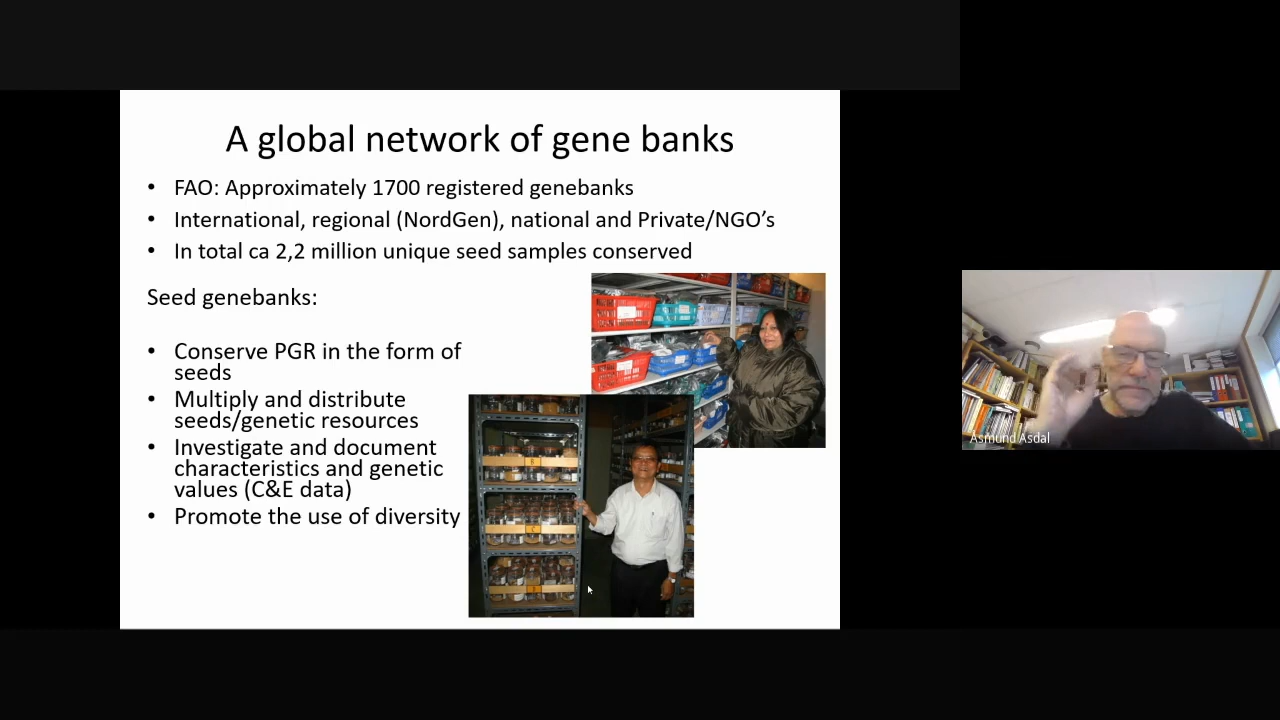 A global network of gene banks
• FAO: Approximately 1700 registered genebanks
• International, regional (NordGen), national and Private/NGO’s
• In total ca 2,2 million unique seed samples conserved
Seed genebanks:
• Conserve PGR in the form of
seeds
• Multiply and distribute
seeds/genetic resources
• Investigate and document
characteristics and genetic
values (C&E data)
• Promote the use of diversity
Åsmund Asdal